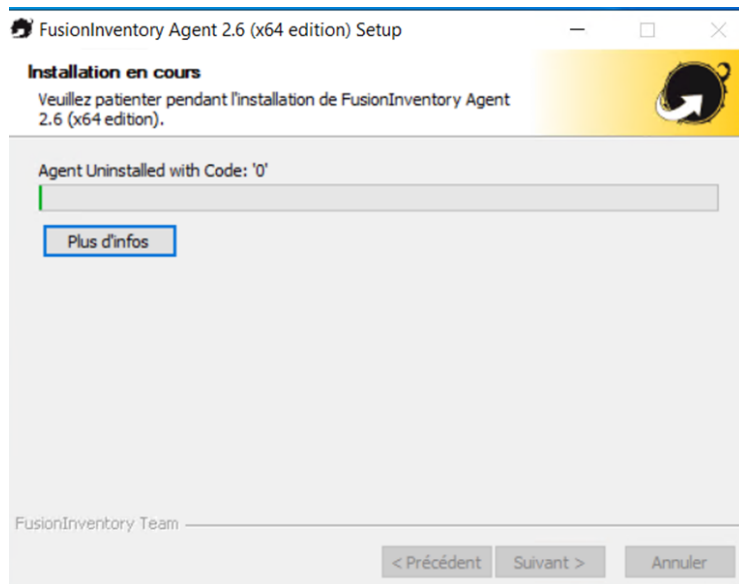 FusionInventory Agent 2.6 (x64 edition) Setup
Installation en cours
Veuillez patienter pendant l'installation de FusionInventory Agent
2.6 (x64 edition).
Agent Uninstalled with Code: '0'
Plus d'infos
FusionInventory Team
< Précédent
Suivant >
Annuler